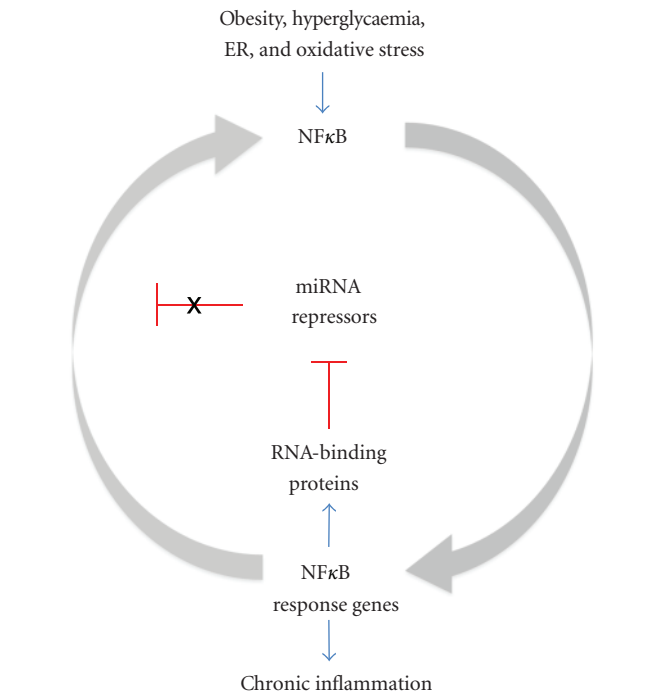 Obesity, hyperglycaemia,
ER, and oxidative stress
NFκB
miRNA
repressors
X
RNA-binding
proteins
NFκB
response genes
Chronic inflammation